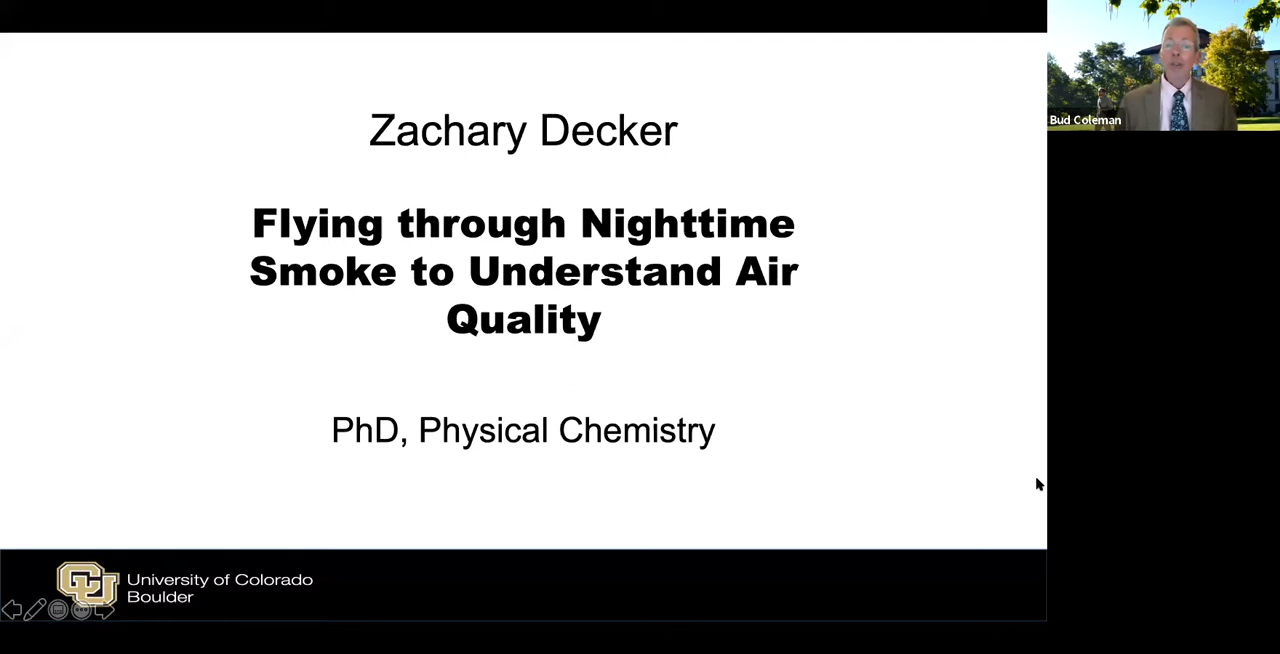 Zachary Decker
Flying through Nighttime
Smoke to Understand Air
Quality
PhD, Physical Chemistry
CU
University of Colorado
Boulder
Bud Coleman